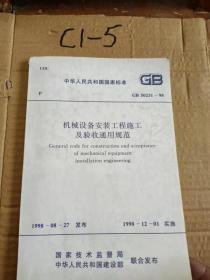 C1-5
UDC
中华人民共和国国家标准
GB
P
GB 50231-98
机械设备安装工程施工
及验收通用规范
General code for construction and acceptance
of mechanical equipment
installation engineering
1998-08-27 发布
1998-12-01 实施
国家技术监督局
中华人民共和国建设部
联合发布